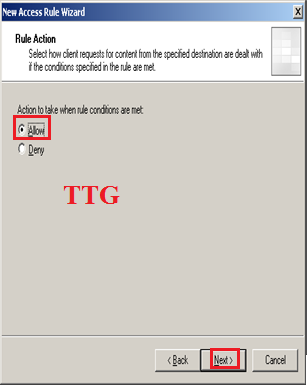 New Access Rule Wizard
Rule Action
Select how client requests for content from the specified destination are dealt with
if the conditions specified in the rule are met.
Action to take when rule conditions are met:
Allow
Deny
TTG
< Back
Next >
Cancel